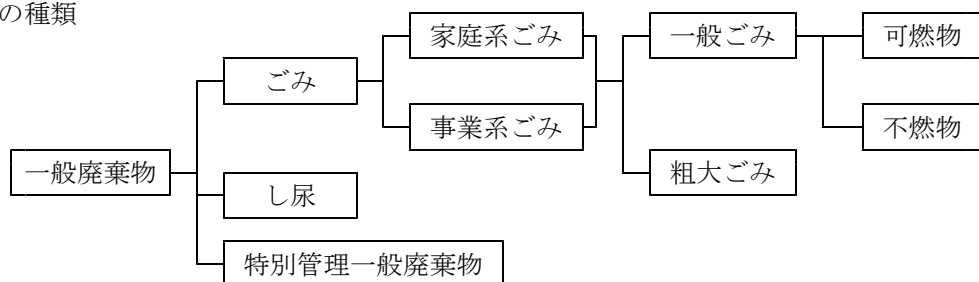 の種類
家庭系ごみ
一般ごみ
可燃物
ごみ
事業系ごみ
不燃物
一般廃棄物
粗大ごみ
し尿
特別管理一般廃棄物